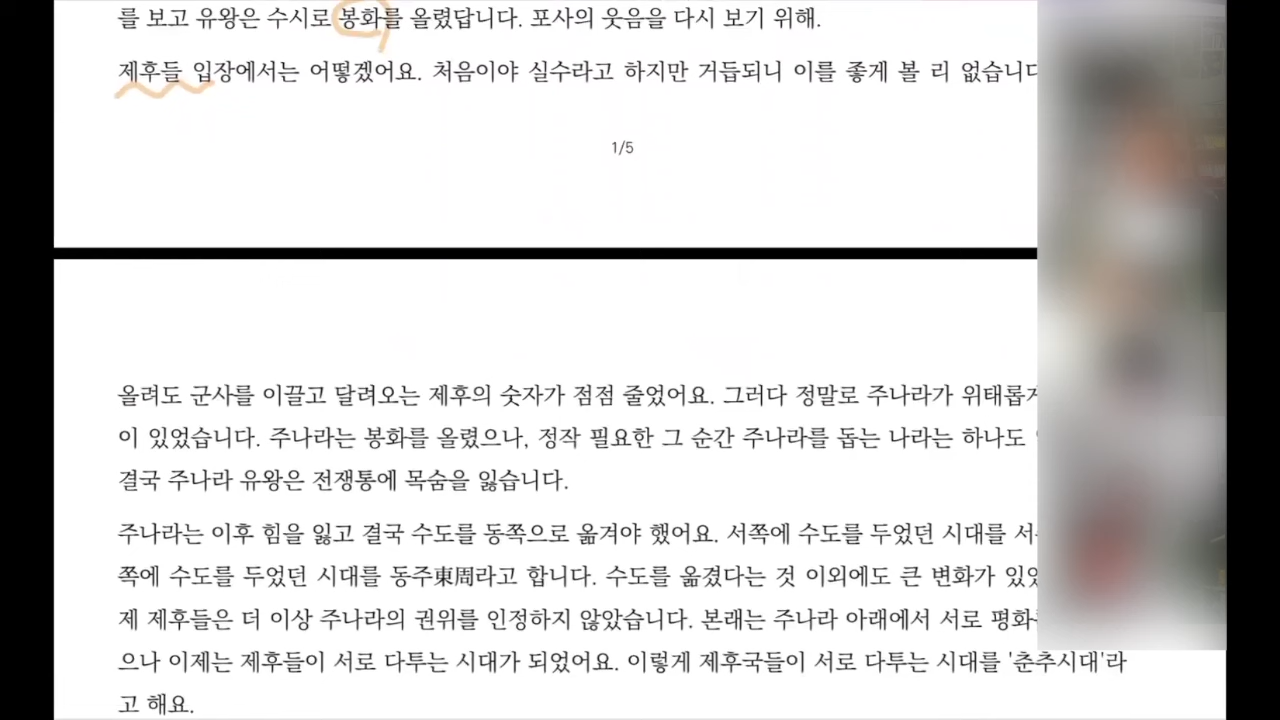 를 보고 유왕은 수시로 봉화를 올렸답니다. 포사의 웃음을 다시 보기 위해.
제후들 입장에서는 어떻겠어요. 처음이야 실수라고 하지만 거듭되니 이를 좋게 볼 리 없습니다
1/5
올려도 군사를 이끌고 달려오는 제후의 숫자가 점점 줄었어요. 그러다 정말로 주나라가
이 있었습니다. 주나라는 봉화를 올렸으나, 정작 필요한 그 순간 주나라를 돕는 나라는 하나도
결국 주나라 유왕은 전쟁통에 목숨을 잃습니다.
주나라는 이후 힘을 잃고 결국 수도를 동쪽으로 옮겨야 했어요. 서쪽에 수도를 두었던 시대를
쪽에 수도를 두었던 시대를 동주東周라고 합니다. 수도를 옮겼다는 것 이외에도 큰 변화가
제 제후들은 더 이상 주나라의 권위를 인정하지 않았습니다. 본래는 주나라 아래에서 서로
으나 이제는 제후들이 서로 다투는 시대가 되었어요. 이렇게 제후국들이 서로 다투는 시대를 '춘추시대'라
고 해요.